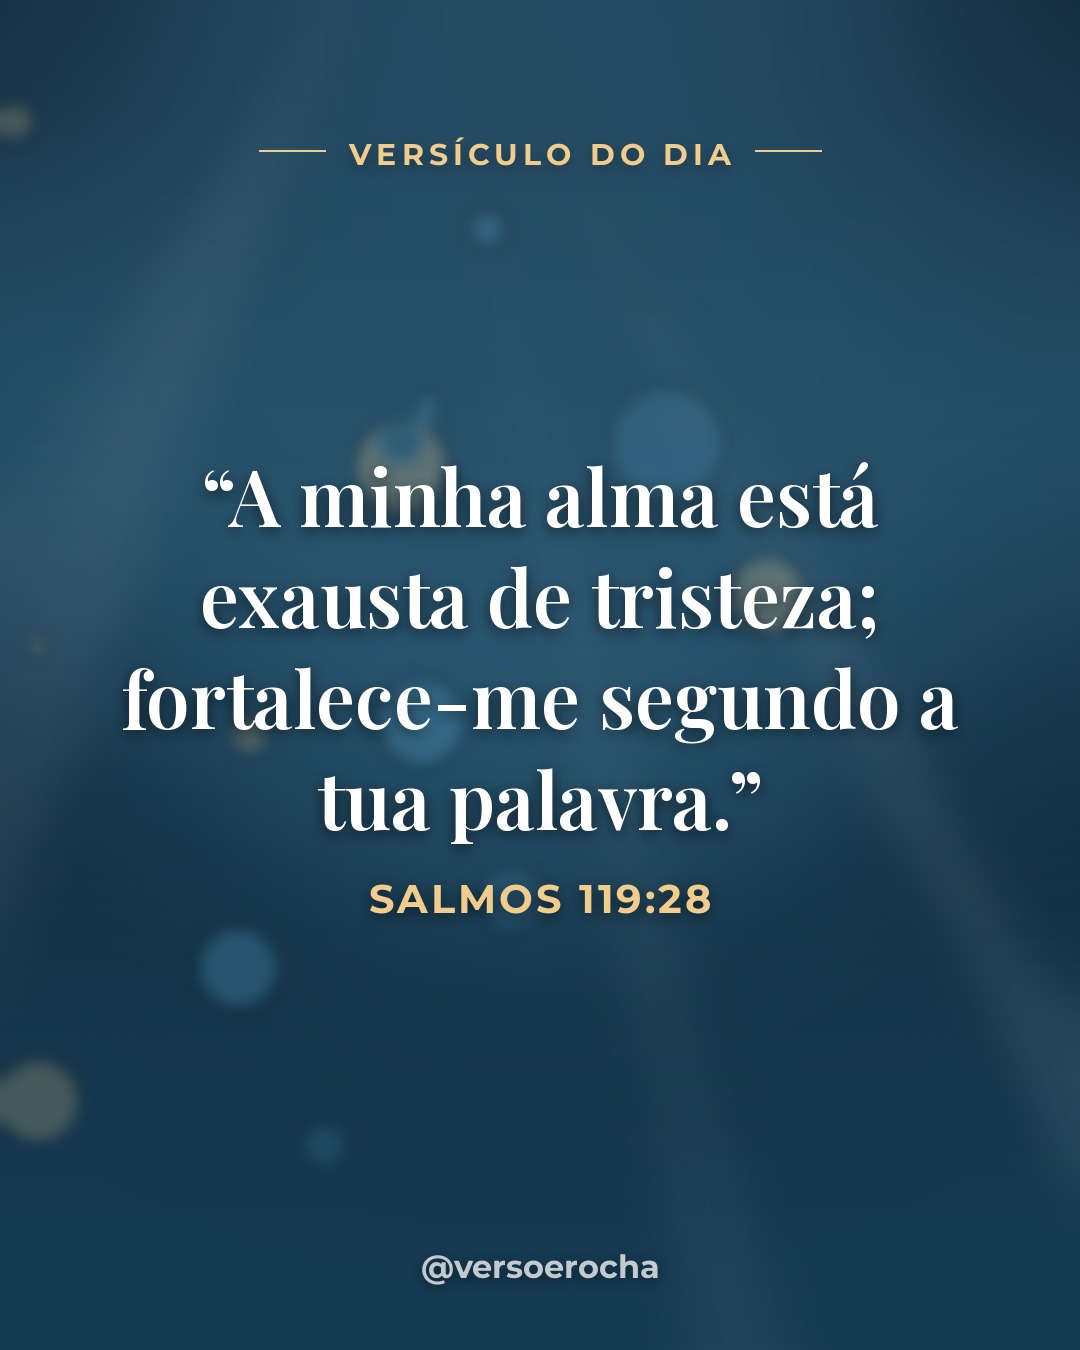 VERSÍCULO DO DIA
“A minha alma está
exausta de tristeza;
fortalece-me segundo a
tua palavra.”
SALMOS 119:28
@versoerocha